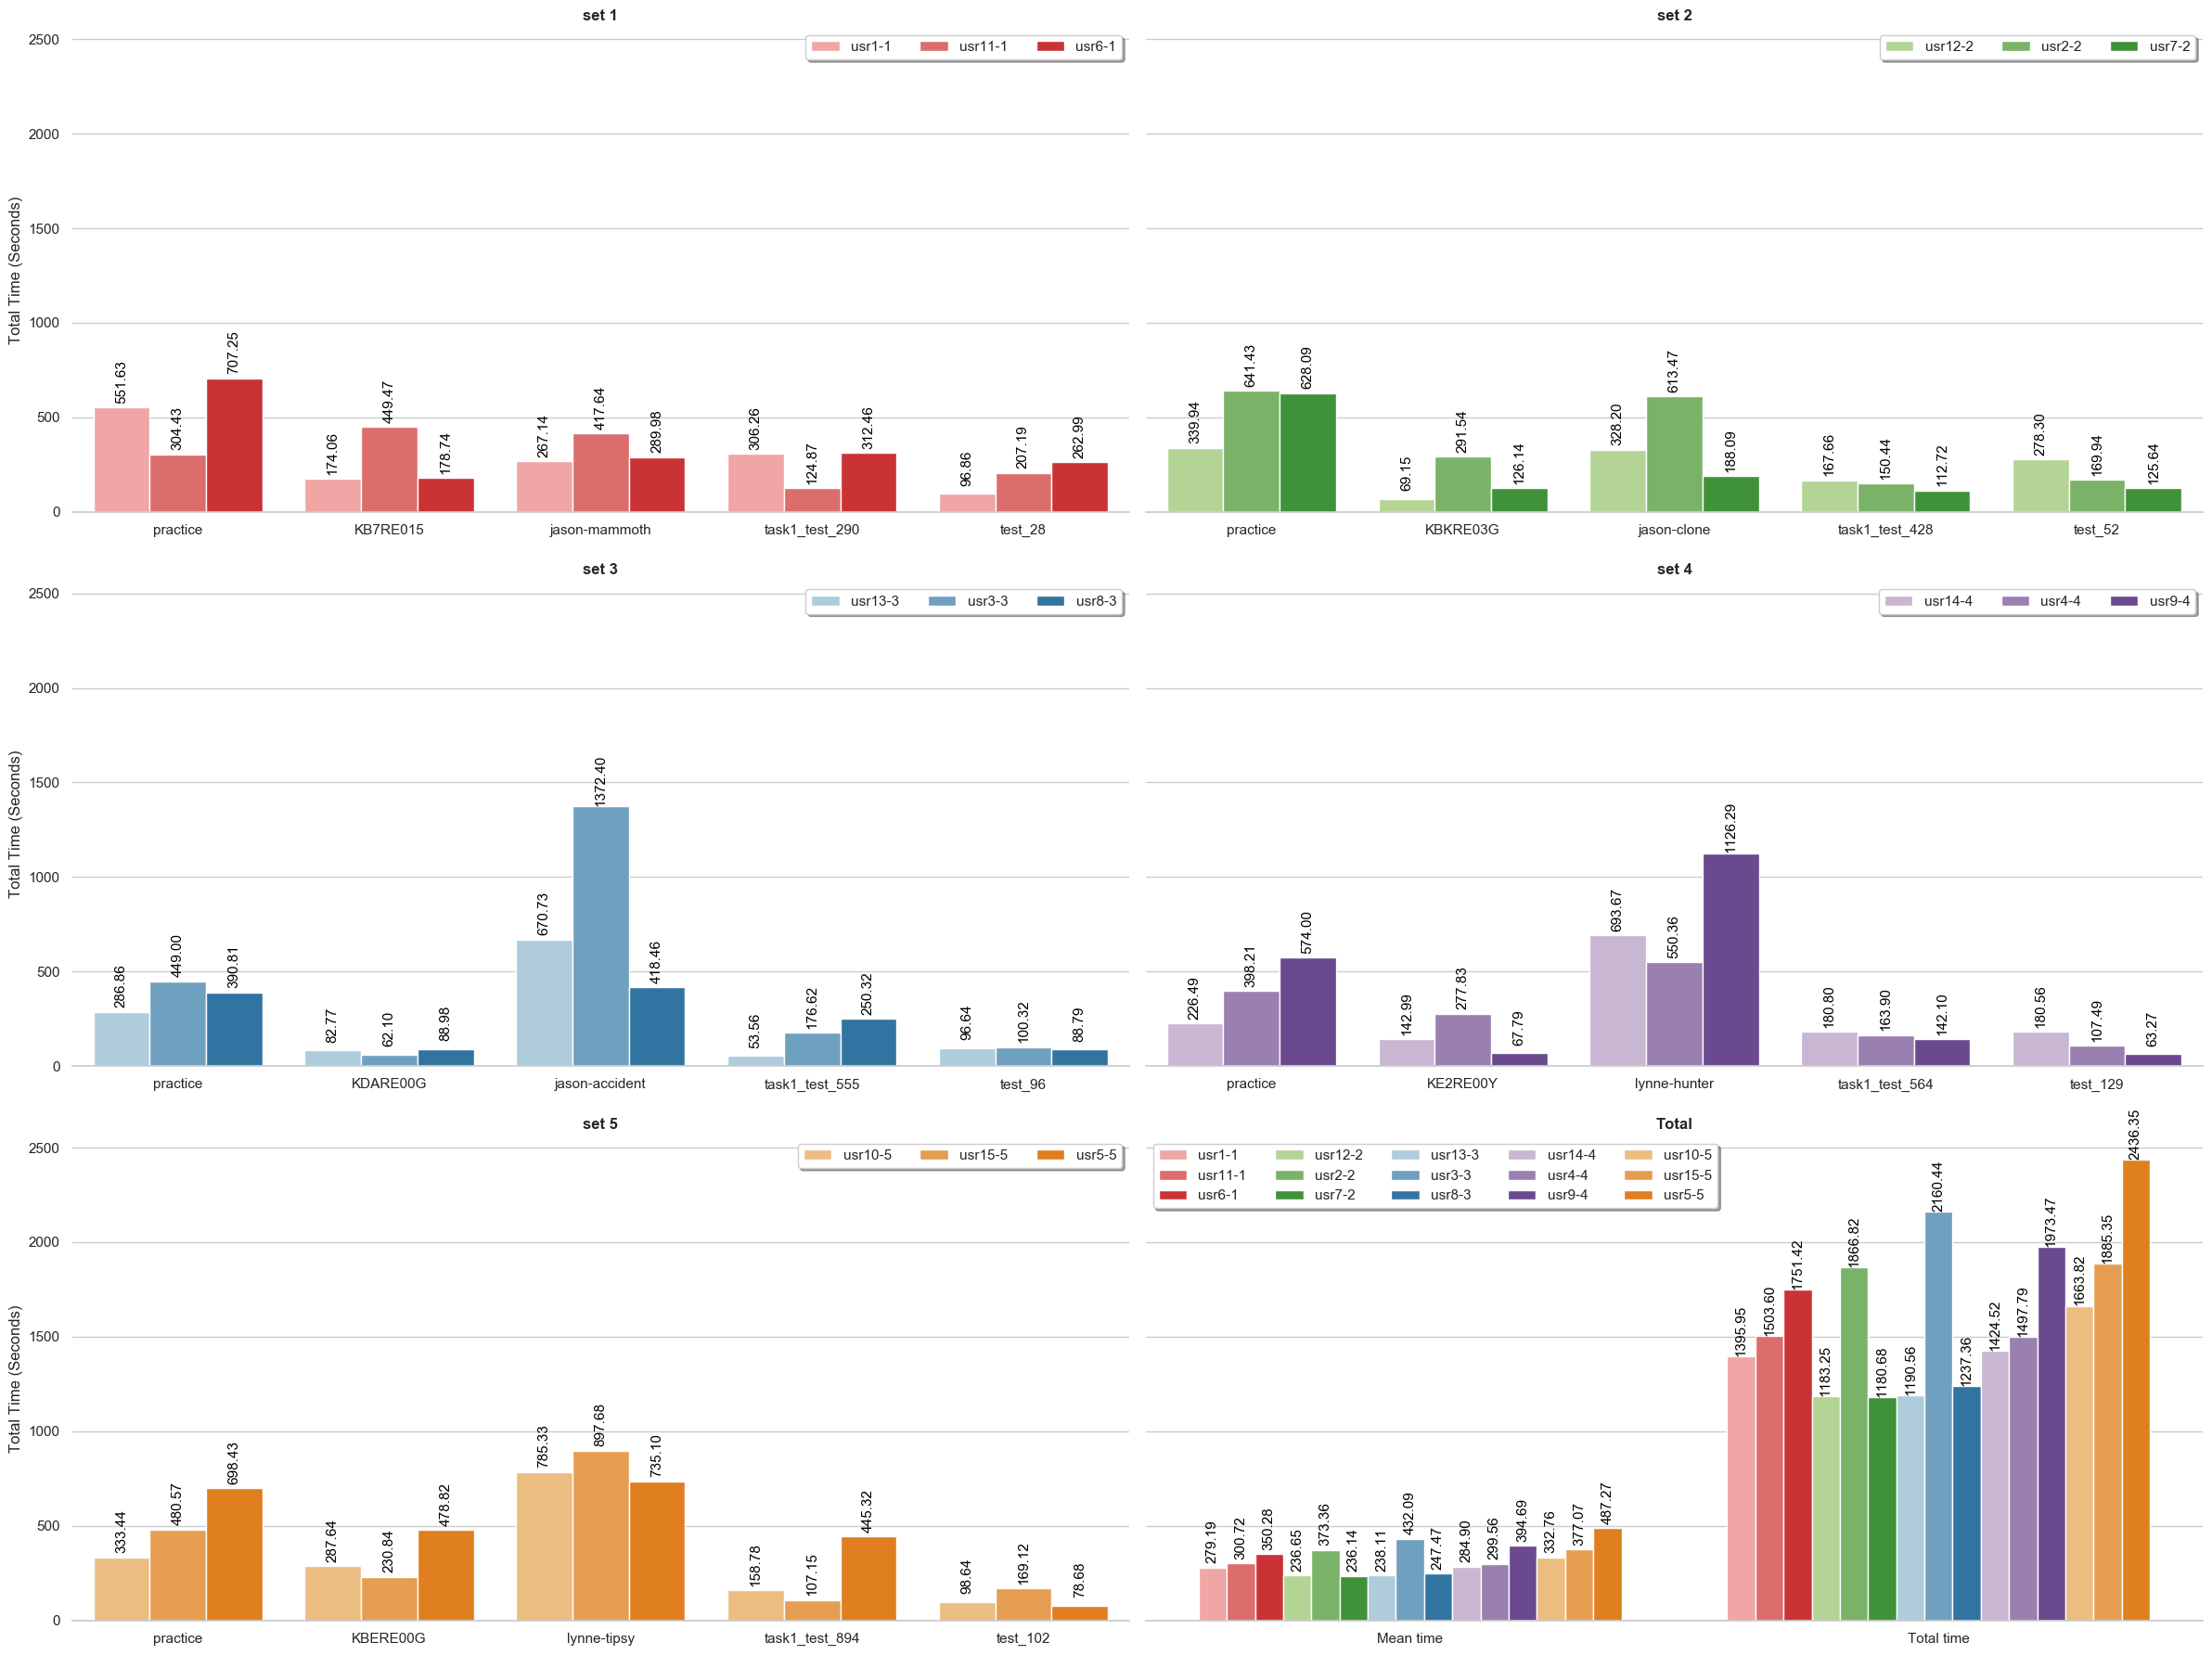 set 1
usr1-1 usr11-1 usr6-1
Total Time (Seconds)
2500
2000
1500
1000
500
0
551.63 304.43 707.25
174.06 449.47 178.74
267.14 417.64 289.98
306.26 124.87 312.46
96.86 207.19 262.99
practice KB7RE015 jason-mammoth task1_test_290 test_28
set 2
usr12-2 usr2-2 usr7-2
339.94 641.43 628.09
69.15 291.54 126.14
328.20 613.47 188.09
167.66 150.44 112.72
278.30 169.94 125.64
practice KBKRE03G jason-clone task1_test_428 test_52
set 3
usr13-3 usr3-3 usr8-3
Total Time (Seconds)
2500
2000
1500
1000
500
0
286.86 449.00 390.81
82.77 62.10 88.98
670.73 1372.40 418.46
53.56 176.62 250.32
96.64 100.32 88.79
practice KDARE00G jason-accident task1_test_555 test_96
set 4
usr14-4 usr4-4 usr9-4
226.49 398.21 574.00
142.99 277.83 67.79
693.67 550.36 1126.29
180.80 163.90 142.10
180.56 107.49 63.27
practice KE2RE00Y lynne-hunter task1_test_564 test_129
set 5
usr10-5 usr15-5 usr5-5
Total Time (Seconds)
2500
2000
1500
1000
500
0
333.44 480.57 698.43
287.64 230.84 478.82
785.33 897.68 735.10
158.78 107.15 445.32
98.64 169.12 78.68
practice KBERE00G lynne-tipsy task1_test_894 test_102
Total
usr1-1 usr12-2 usr13-3 usr14-4 usr10-5
usr11-1 usr2-2 usr3-3 usr4-4 usr15-5
usr6-1 usr7-2 usr8-3 usr9-4 usr5-5
279.19 300.72 350.28 236.65 373.36 236.14 238.11 432.09 247.47 284.90 299.56 394.69 332.76 377.07 487.27
1395.95 1503.60 1751.42 1183.25 1866.82 1180.68 1190.56 2160.44 1237.36 1424.52 1497.79 1973.47 1663.82 1885.35 2436.35
Mean time Total time